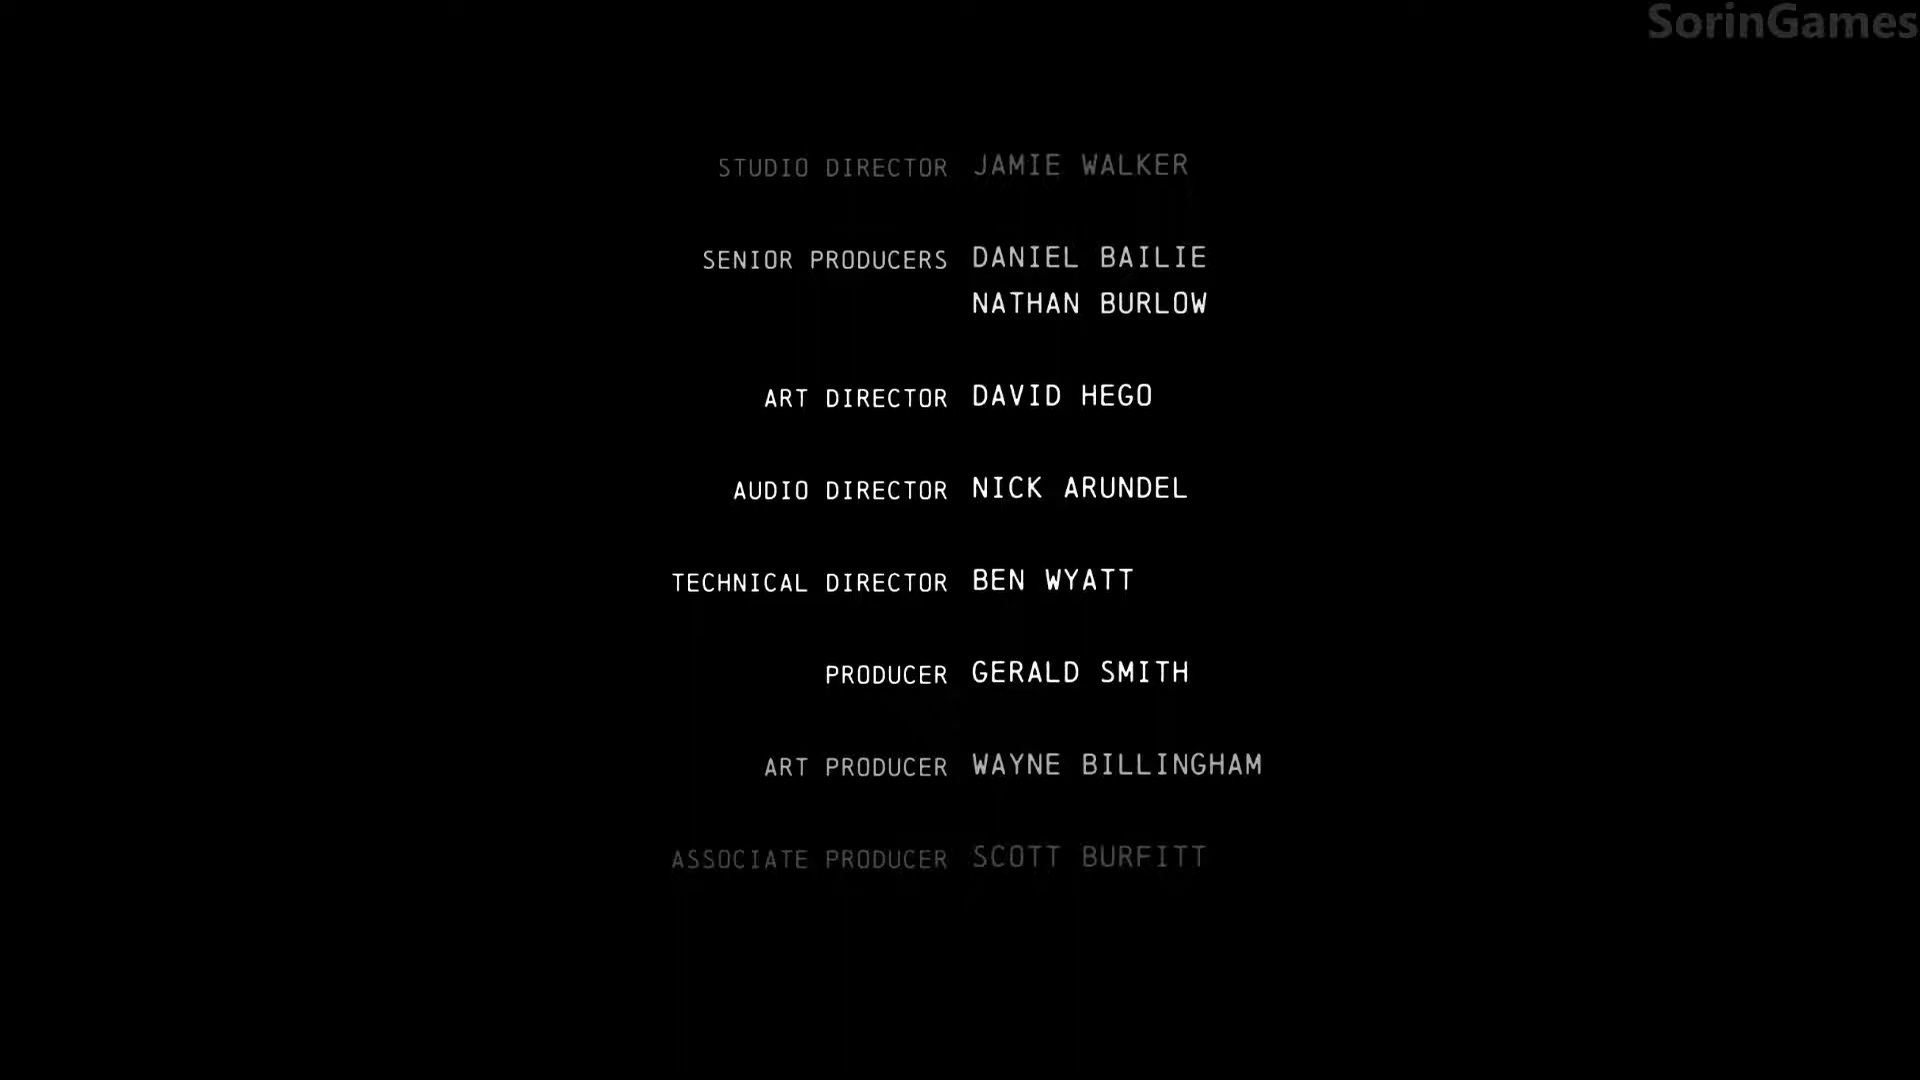 SorinGames
STUDIO DIRECTOR JAMIE WALKER
SENIOR PRODUCERS DANIEL BAILIE
NATHAN BURLOW
ART DIRECTOR DAVID HEGO
AUDIO DIRECTOR NICK ARUNDEL
TECHNICAL DIRECTOR BEN WYATT
PRODUCER GERALD SMITH
ART PRODUCER WAYNE BILLINGHAM
ASSOCIATE PRODUCER SCOTT BURFITT